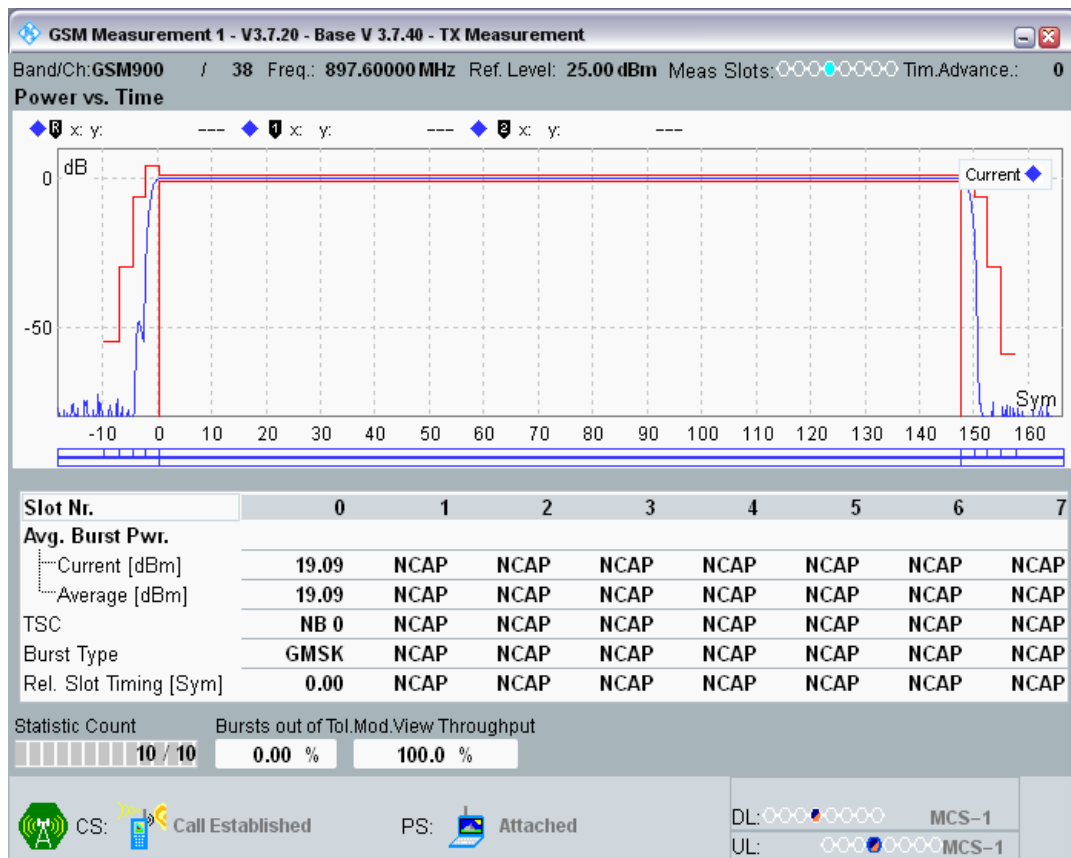 GSM Measurement 1 - V3.7.20 - Base V 3.7.40 - TX Measurement
Band/Ch:GSM900 / 38 Freq.: 897.60000 MHz Ref. Level: 25.00 dBm Meas Slots: Tim.Advance.: 0
Power vs. Time
R x: y: --- 1 x: y: --- 2 x: y: ---
dB
Current
0
-50
Sym
-10 0 10 20 30 40 50 60 70 80 90 100 110 120 130 140 150 160
Slot Nr. 0 1 2 3 4 5 6 7
Avg. Burst Pwr.
Current [dBm] 19.09 NCAP NCAP NCAP NCAP NCAP NCAP NCAP
Average [dBm] 19.09 NCAP NCAP NCAP NCAP NCAP NCAP NCAP
TSC NB 0 NCAP NCAP NCAP NCAP NCAP NCAP NCAP
Burst Type GMSK NCAP NCAP NCAP NCAP NCAP NCAP NCAP
Rel. Slot Timing [Sym] 0.00 NCAP NCAP NCAP NCAP NCAP NCAP NCAP
Statistic Count Bursts out of Tol.Mod.View Throughput
10 / 10 0.00 % 100.0 %
CS: Call Established PS: Attached DL: MCS-1
UL: MCS-1